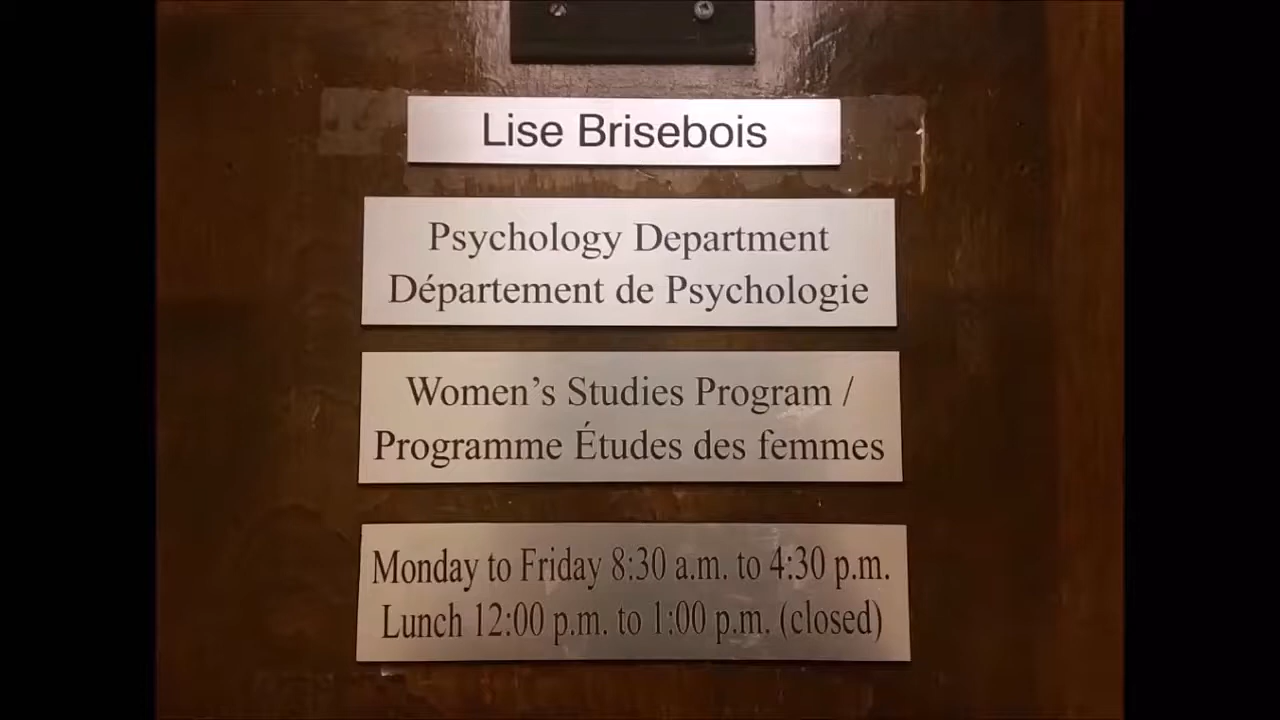 Lise Brisebois
Psychology Department
Département de Psychologie
Women’s Studies Program /
Programme Études des femmes
Monday to Friday 8:30 a.m. to 4:30 p.m.
Lunch 12:00 p.m. to 1:00 p.m. (closed)